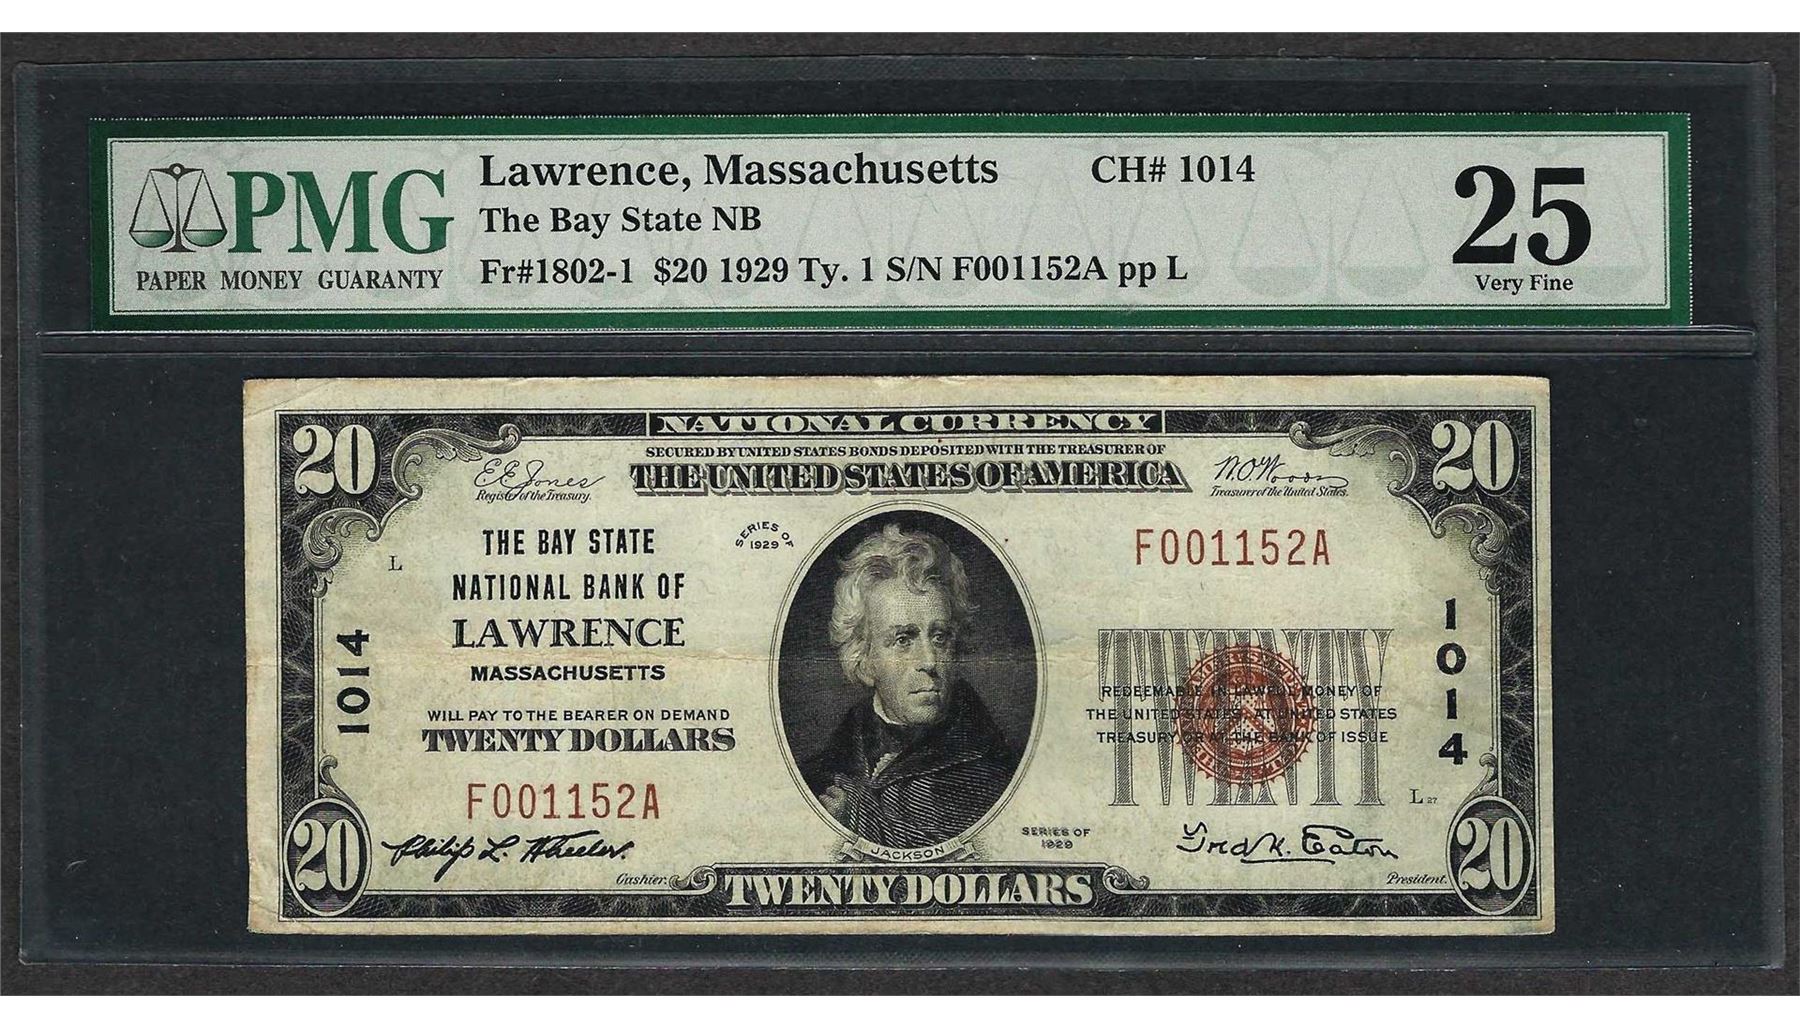 PMG
PAPER MONEY GUARANTY
Lawrence, Massachusetts CH# 1014
The Bay State NB
Fr#1802-1 $20 1929 Ty. 1 S/N F001152A pp L
25
Very Fine
NATIONAL CURRENCY
SECURED BY UNITED STATES BONDS DEPOSITED WITH THE TREASURER OF
THE UNITED STATES OF AMERICA
20
20
E E Jones
Register of the Treasury.
W. O. Woods
Treasurer of the United States.
THE BAY STATE
NATIONAL BANK OF
LAWRENCE
MASSACHUSETTS
SERIES OF
1929
F001152A
L
1014
1014
WILL PAY TO THE BEARER ON DEMAND
TWENTY DOLLARS
F001152A
TWENTY
REDEEMABLE IN LAWFUL MONEY OF
THE UNITED STATES AT UNITED STATES
TREASURY OR AT THE BANK OF ISSUE
L 27
SERIES OF
1929
JACKSON
20
Philip L. Wheeler.
Cashier.
TWENTY DOLLARS
Fred K. Eaton
President.
20